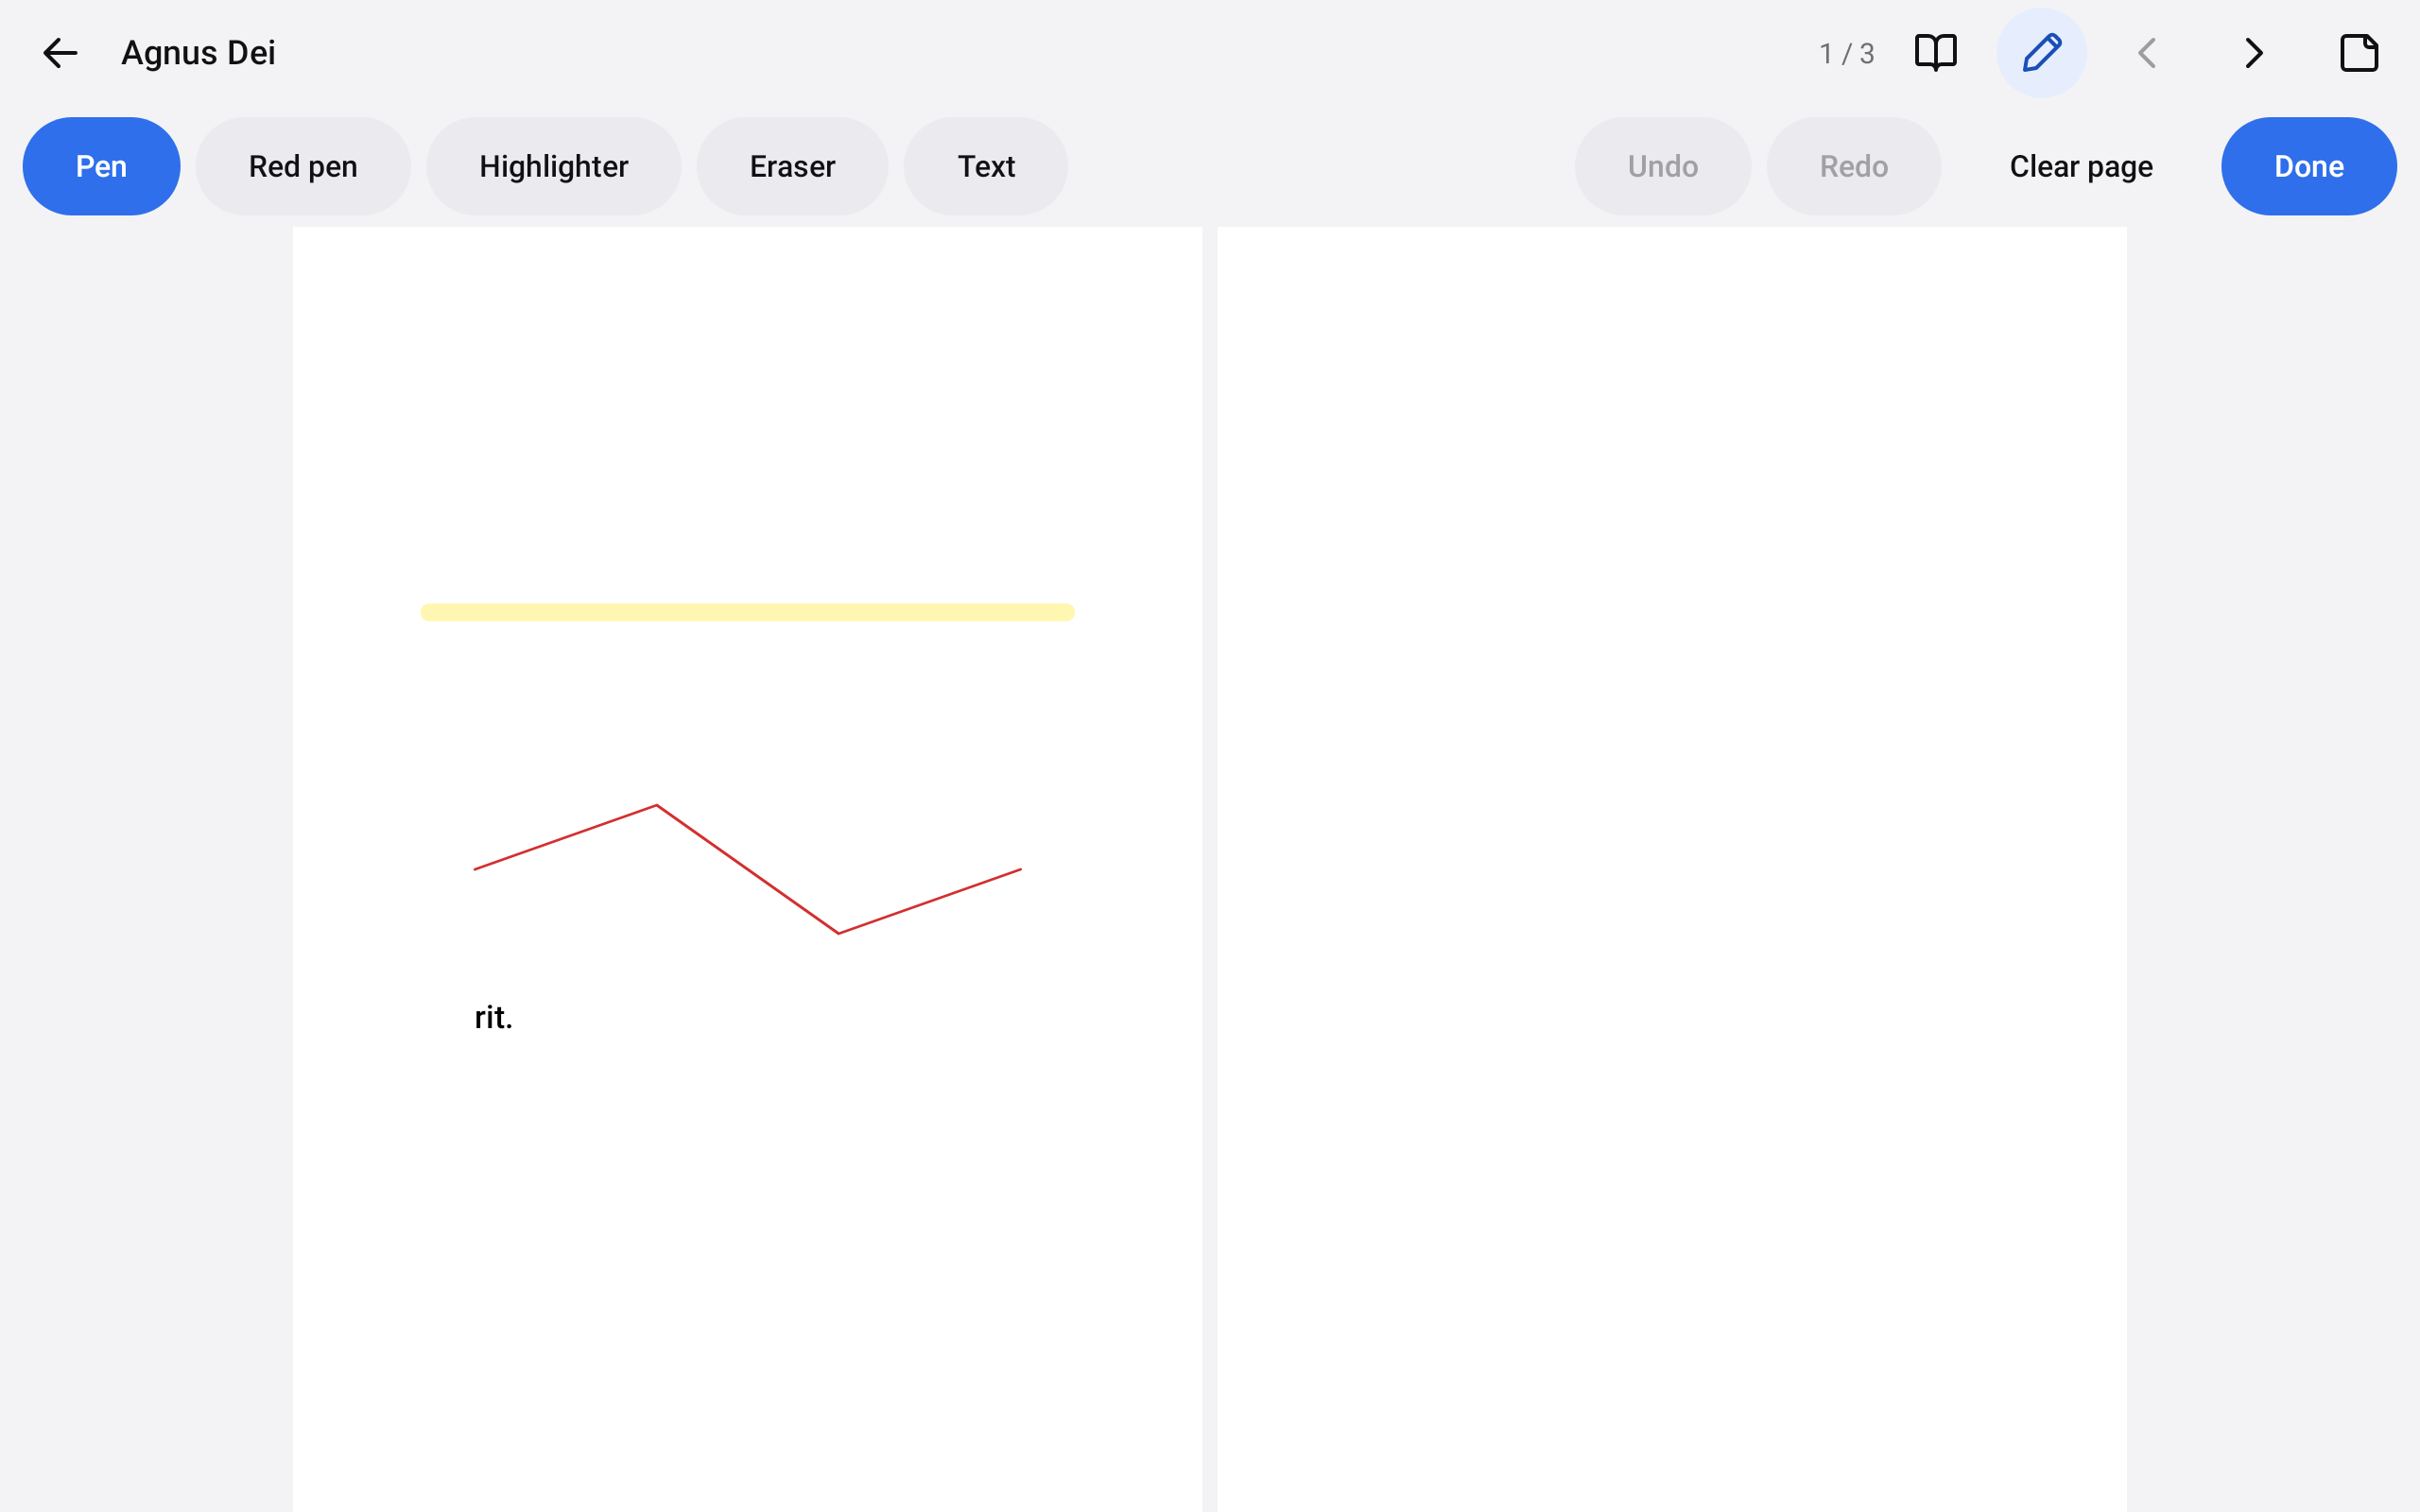 Agnus Dei
1 / 3
Pen
Red pen
Highlighter
Eraser
Text
Undo
Redo
Clear page
Done
rit.